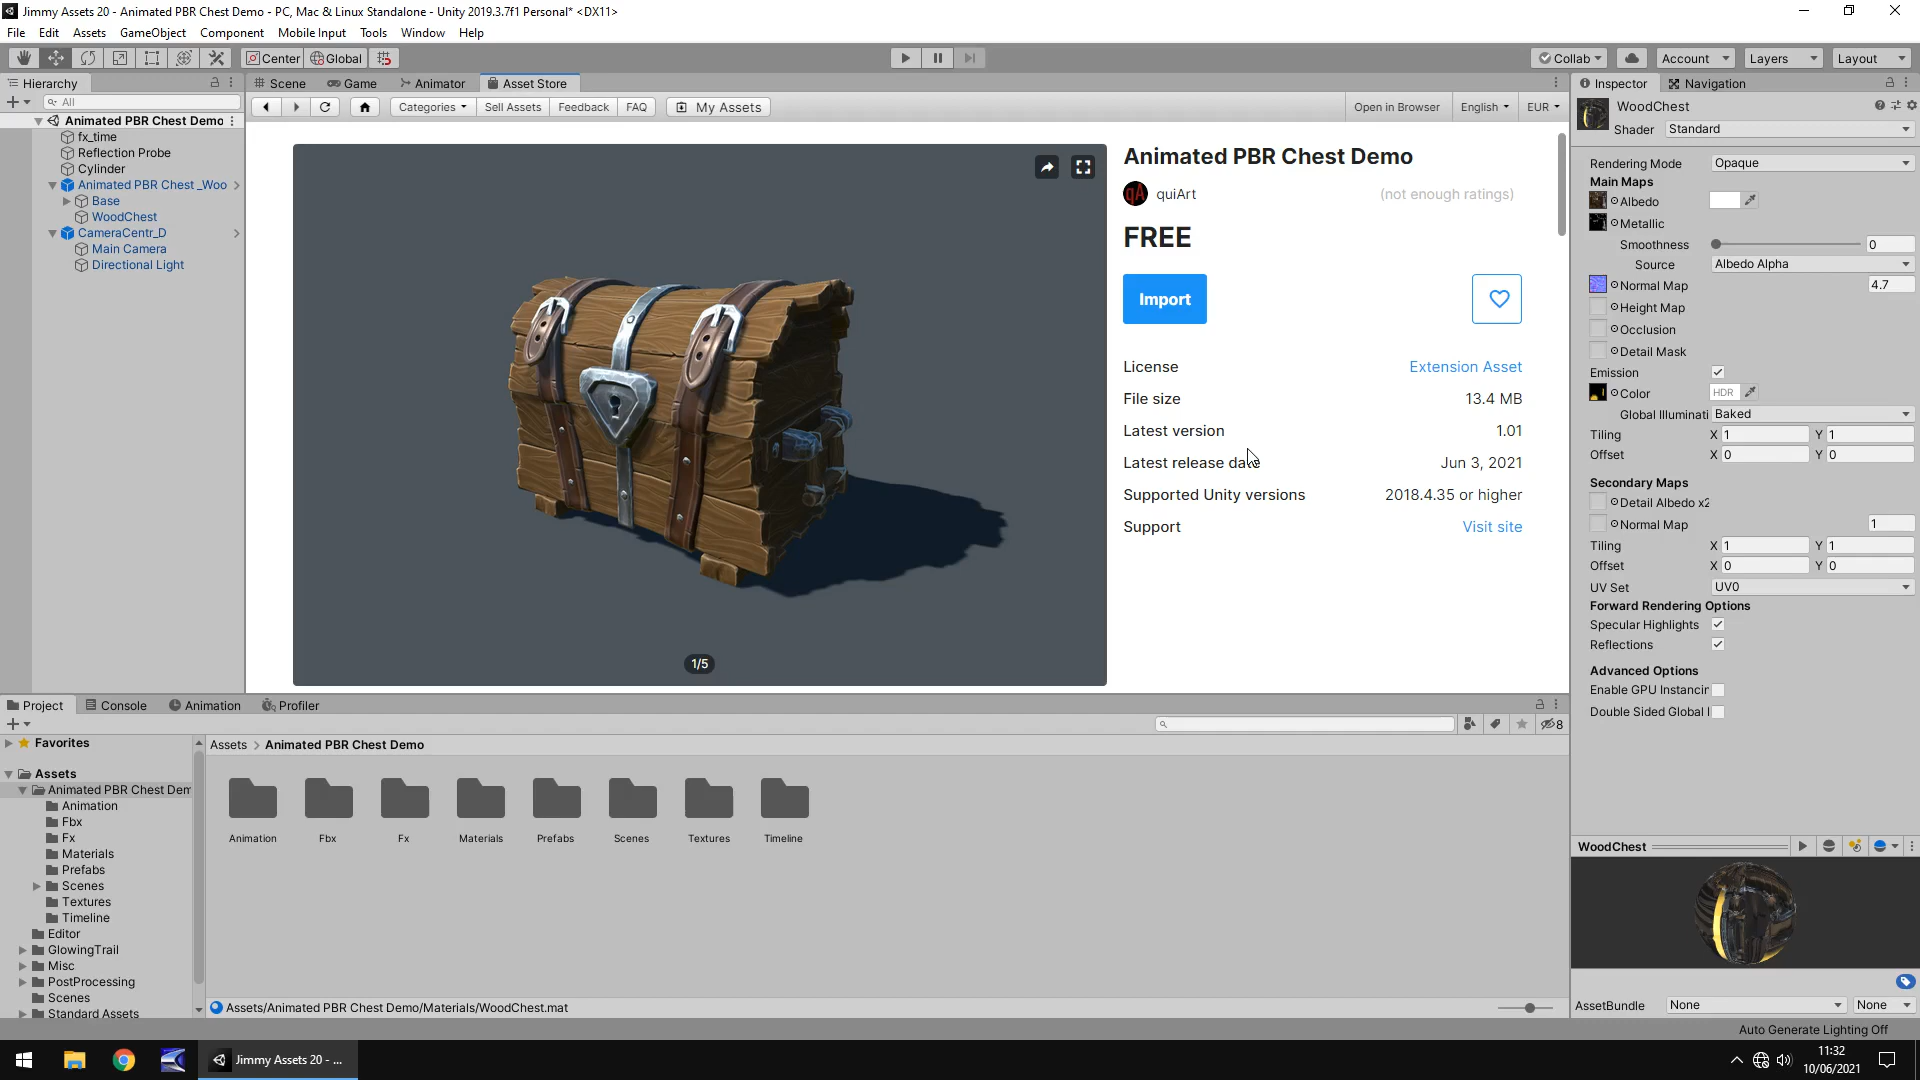 Jimmy Assets 20 - Animated PBR Chest Demo - PC, Mac & Linux Standalone - Unity 2019.3.7f1 Personal* <DX11>
File Edit Assets GameObject Component Mobile Input Tools Window Help
Center Global Collab Account Layers Layout
Hierarchy Scene Game Animator Asset Store Inspector Navigation
All
Categories Sell Assets Feedback FAQ My Assets Open in Browser English EUR
Animated PBR Chest Demo
fx_time
Reflection Probe
Cylinder
Animated PBR Chest _Woo
Base
WoodChest
CameraCentr_D
Main Camera
Directional Light
1/5
Animated PBR Chest Demo
quiArt (not enough ratings)
FREE
Import
License Extension Asset
File size 13.4 MB
Latest version 1.01
Latest release date Jun 3, 2021
Supported Unity versions 2018.4.35 or higher
Support Visit site
WoodChest
Shader Standard
Rendering Mode Opaque
Main Maps
Albedo
Metallic
Smoothness 0
Source Albedo Alpha
Normal Map 4.7
Height Map
Occlusion
Detail Mask
Emission
Color HDR
Global Illuminati Baked
Tiling X 1 Y 1
Offset X 0 Y 0
Secondary Maps
Detail Albedo x2
Normal Map 1
Tiling X 1 Y 1
Offset X 0 Y 0
UV Set UV0
Forward Rendering Options
Specular Highlights
Reflections
Advanced Options
Enable GPU Instancin
Double Sided Global I
Project Console Animation Profiler
8
Favorites
Assets
Animated PBR Chest Dem
Animation
Fbx
Fx
Materials
Prefabs
Scenes
Textures
Timeline
Editor
GlowingTrail
Misc
PostProcessing
Scenes
Standard Assets
Assets > Animated PBR Chest Demo
Animation Fbx Fx Materials Prefabs Scenes Textures Timeline
Assets/Animated PBR Chest Demo/Materials/WoodChest.mat
WoodChest
AssetBundle None None
Auto Generate Lighting Off
Jimmy Assets 20 - ...
11:32
10/06/2021